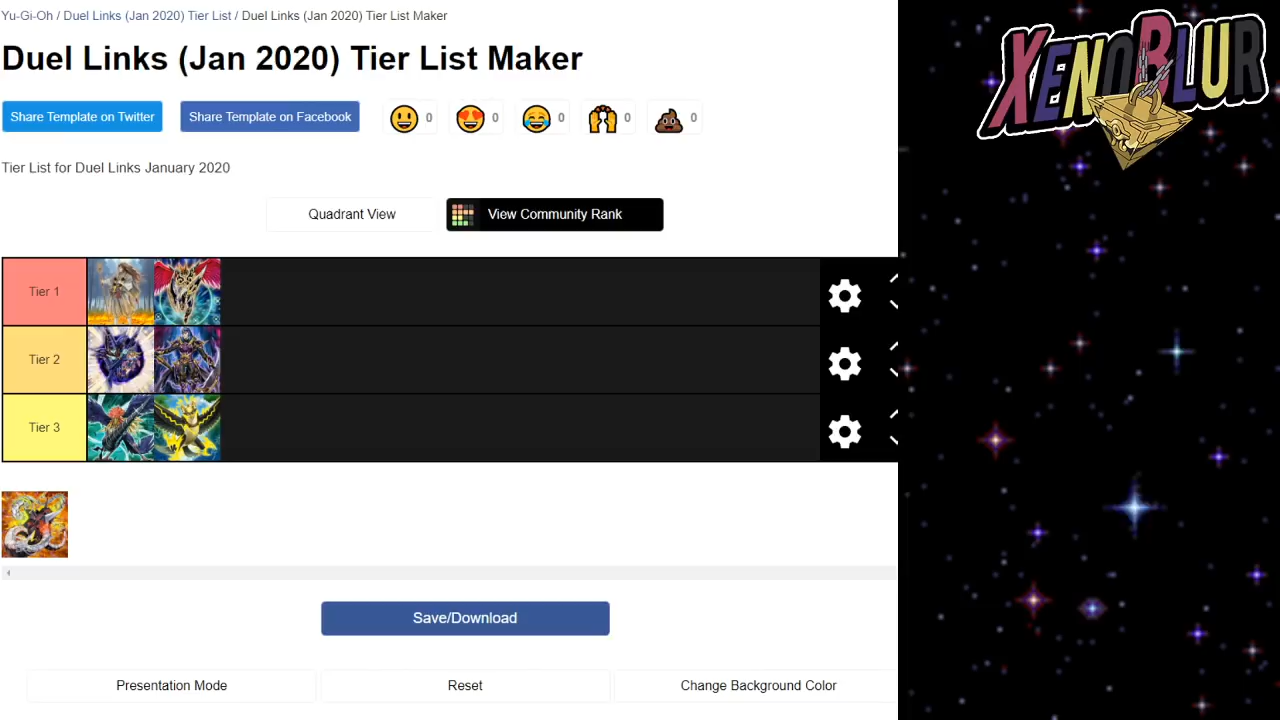 Yu-Gi-Oh / Duel Links (Jan 2020) Tier List / Duel Links (Jan 2020) Tier List Maker
Duel Links (Jan 2020) Tier List Maker
Share Template on Twitter Share Template on Facebook 0 0 0 0 0
Tier List for Duel Links January 2020
Quadrant View View Community Rank
Tier 1
Tier 2
Tier 3
Save/Download
Presentation Mode Reset Change Background Color
XENOBLUR